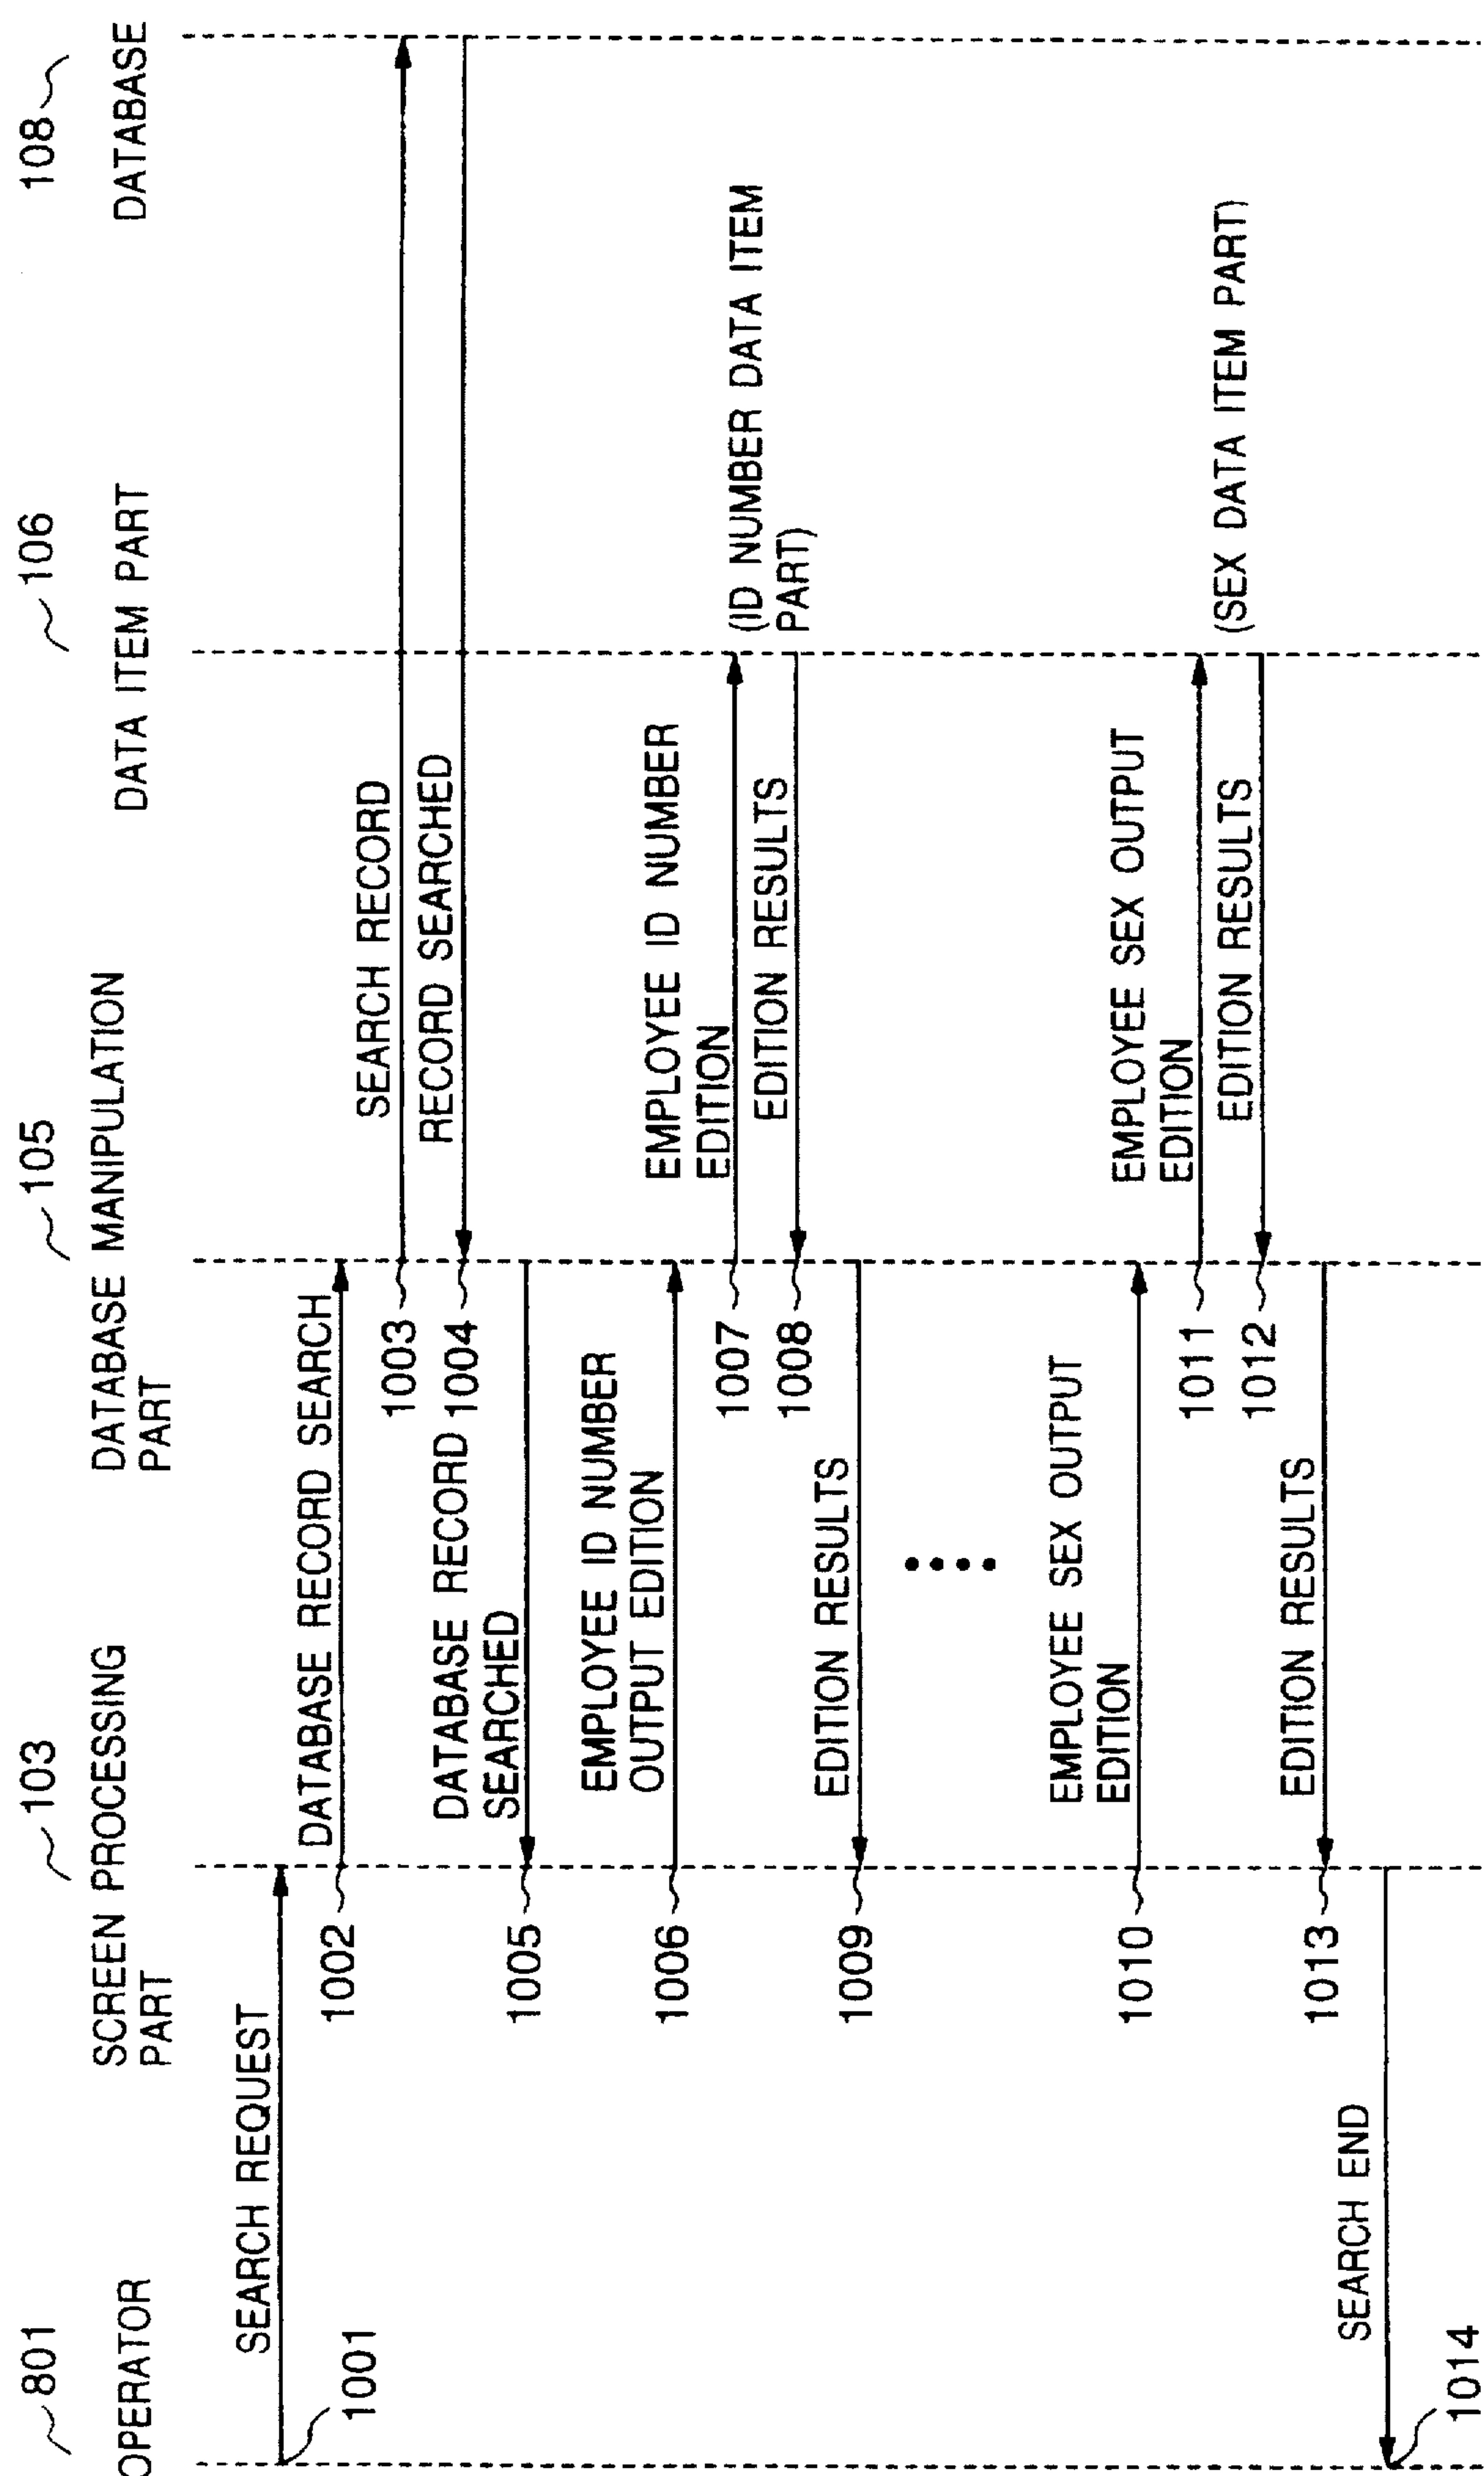 801
OPERATOR
103
SCREEN PROCESSING
PART
105
DATABASE MANIPULATION
PART
106
DATA ITEM PART
108
DATABASE
SEARCH REQUEST
1001
DATABASE RECORD SEARCH
1002
SEARCH RECORD
1003
RECORD SEARCHED
1004
DATABASE RECORD
SEARCHED
1005
EMPLOYEE ID NUMBER
OUTPUT EDITION
1006
EMPLOYEE ID NUMBER
EDITION
1007
(ID NUMBER DATA ITEM
PART)
EDITION RESULTS
1008
EDITION RESULTS
1009
EMPLOYEE SEX OUTPUT
EDITION
1010
EMPLOYEE SEX OUTPUT
EDITION
1011
(SEX DATA ITEM PART)
EDITION RESULTS
1012
EDITION RESULTS
1013
SEARCH END
1014